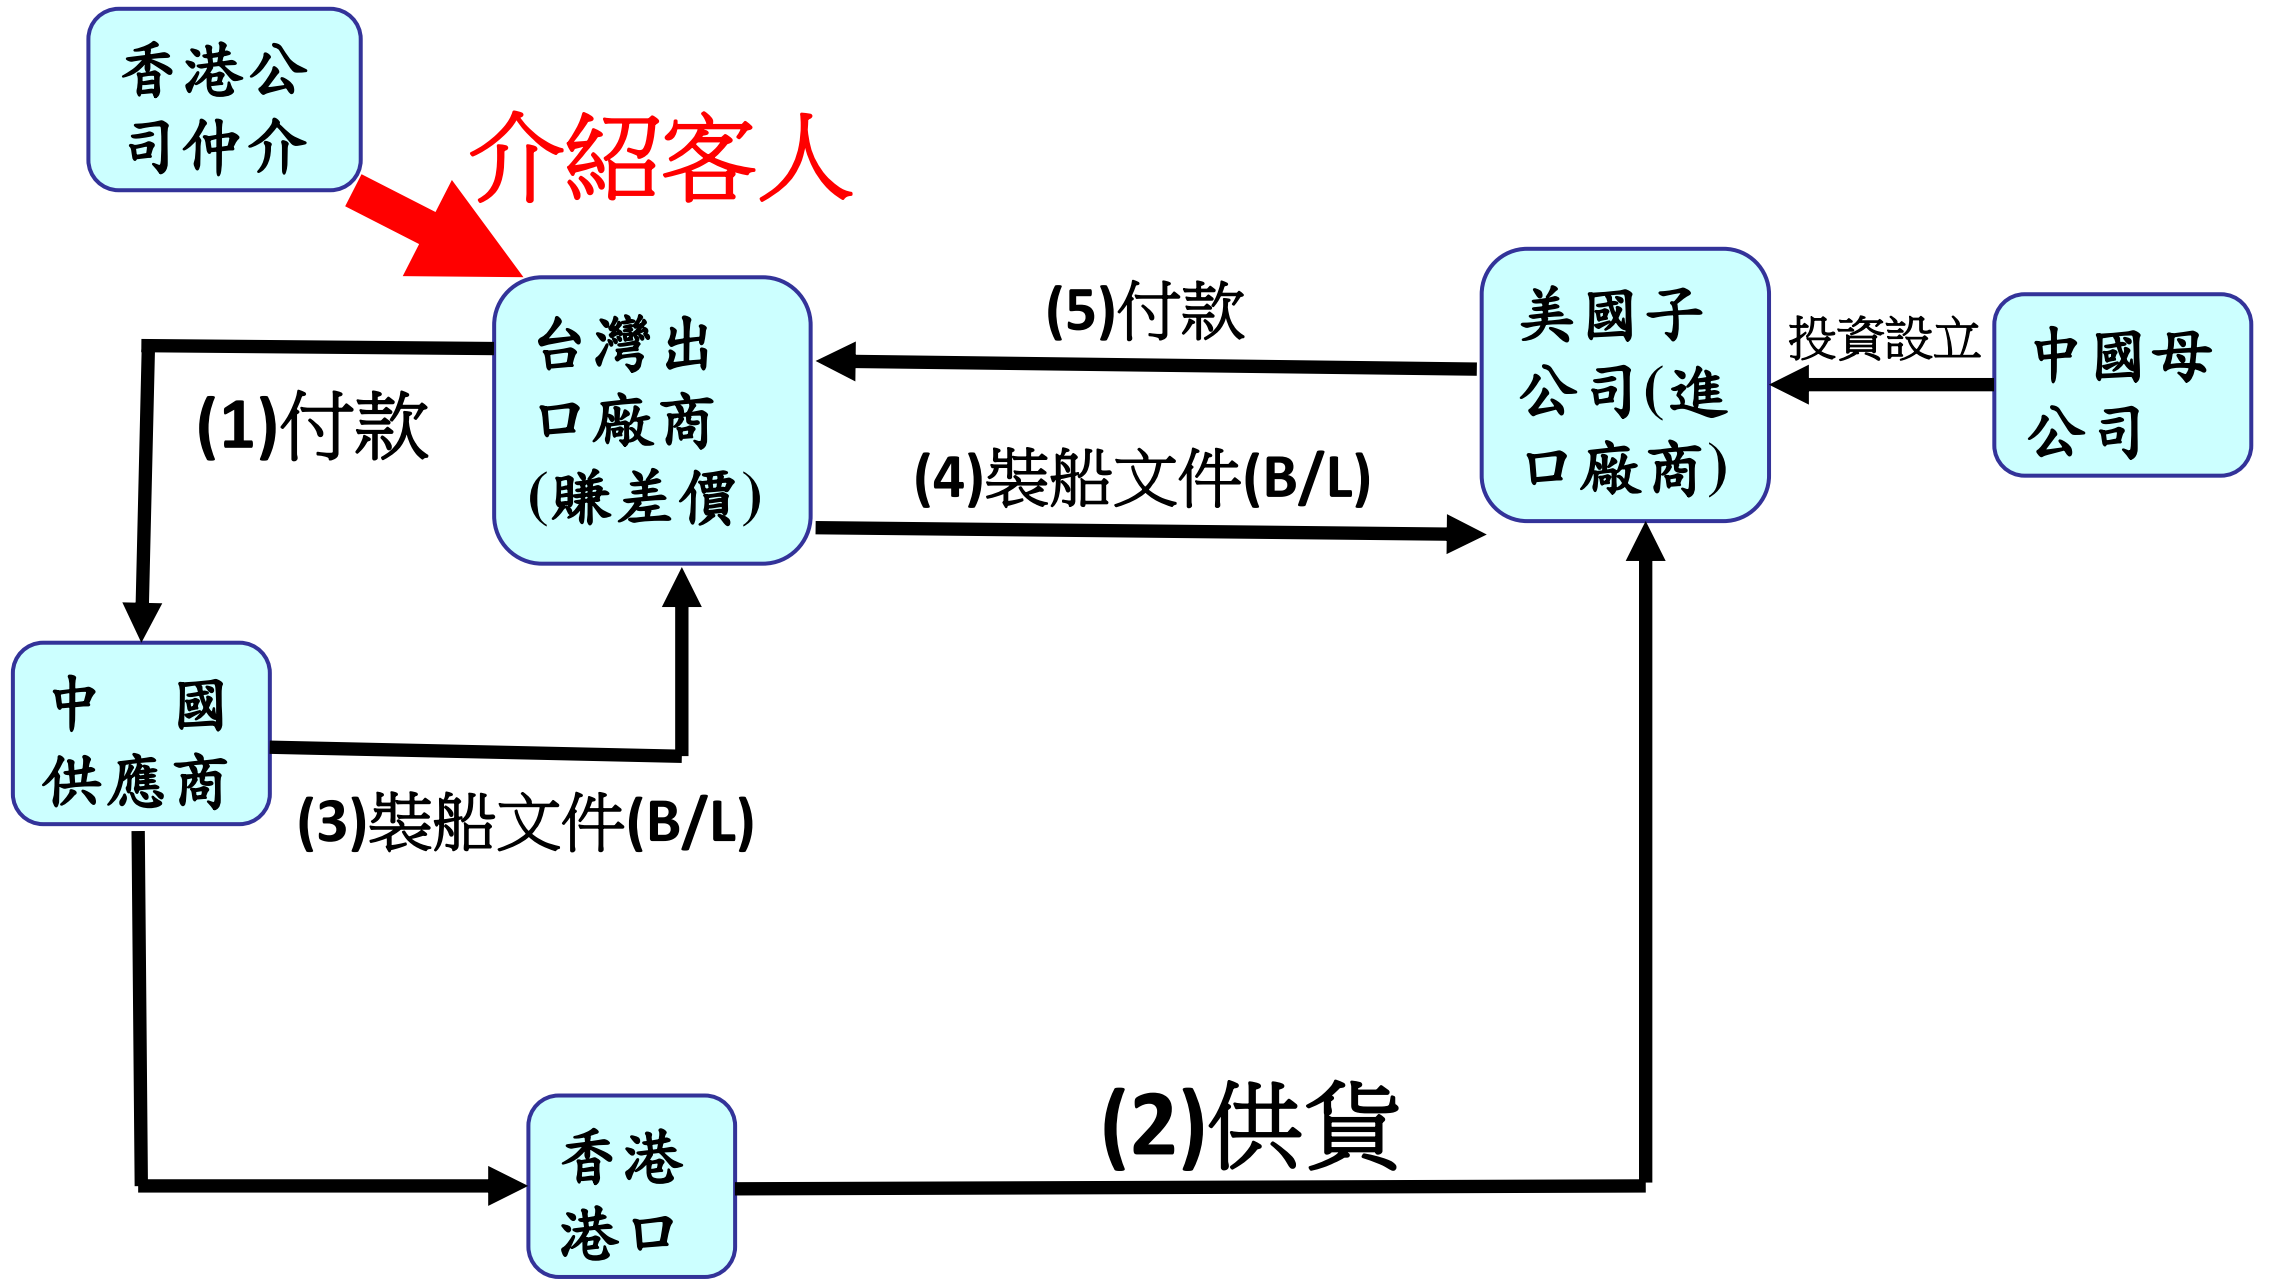 香港公
司仲介
介紹客人
台灣出
口廠商
(賺差價)
(5)付款
美國子
公司(進
口廠商)
投資設立
中國母
公司
(1)付款
(4)裝船文件(B/L)
中 國
供應商
(3)裝船文件(B/L)
(2)供貨
香港
港口